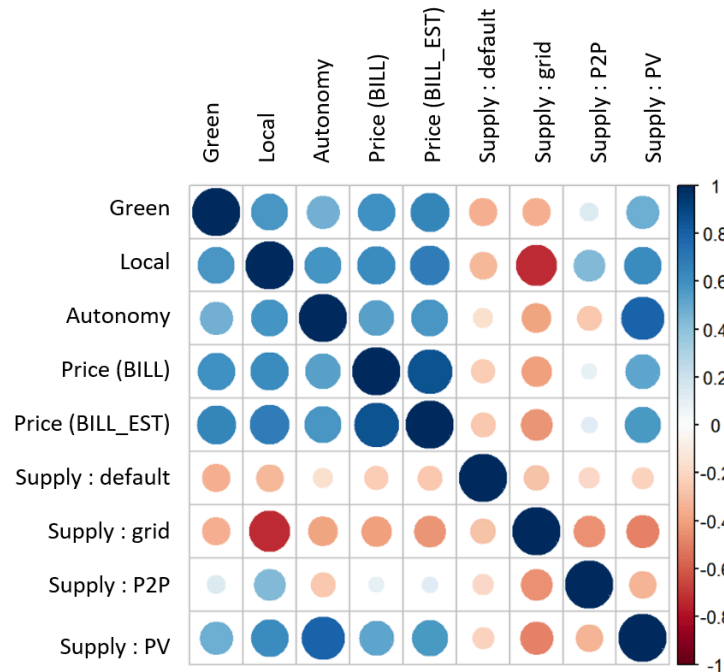 Green
Local
Autonomy
Price (BILL)
Price (BILL_EST)
Supply : default
Supply : grid
Supply : P2P
Supply : PV
Green
Local
Autonomy
Price (BILL)
Price (BILL_EST)
Supply : default
Supply : grid
Supply : P2P
Supply : PV
1
0.8
0.6
0.4
0.2
0
-0.2
-0.4
-0.6
-0.8
-1